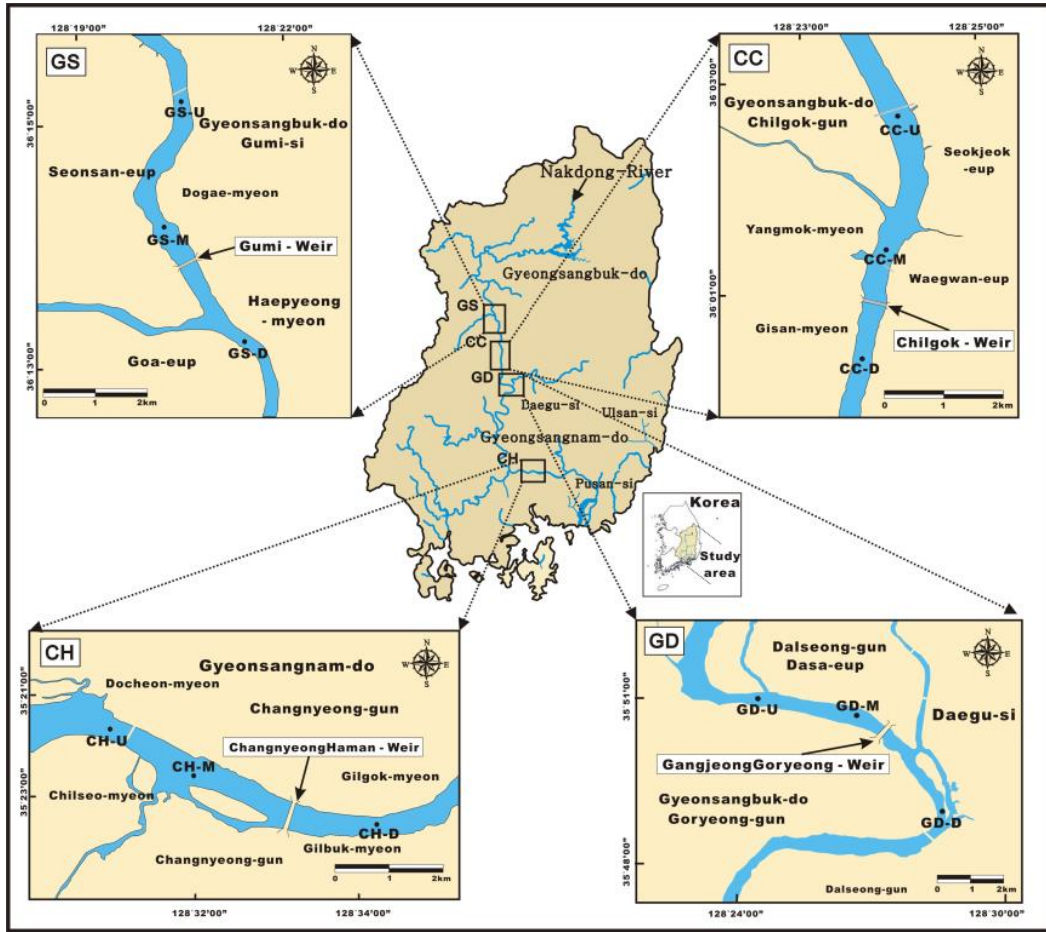 128°19'00"
128°22'00"
GS
N
W
E
S
GS-U
36°15'00"
Gyeonsangbuk-do
Gumi-si
Seonsan-eup
Dogae-myeon
GS-M
Gumi - Weir
Haepyeong
- myeon
GS-D
Goa-eup
36°13'00"
0
1
2km
128°23'00"
128°25'00"
CC
N
W
E
S
36°03'00"
Gyeonsangbuk-do
Chilgok-gun
CC-U
Seokjeok
-eup
Yangmok-myeon
CC-M
Waegwan-eup
36°01'00"
Gisan-myeon
Chilgok - Weir
CC-D
0
1
2km
Nakdong-River
Gyeongsangbuk-do
GS
CC
GD
Daegu-si
Ulsan-si
Gyeongsangnam-do
CH
Pusan-si
Korea
Study
area
CH
N
W
E
S
Gyeonsangnam-do
Docheon-myeon
35°21'00"
Changnyeong-gun
CH-U
ChangnyeongHaman - Weir
CH-M
Gilgok-myeon
35°23'00"
Chilseo-myeon
CH-D
Gilbuk-myeon
Changnyeong-gun
0
1
2km
128°32'00"
128°34'00"
GD
N
W
E
S
Dalseong-gun
Dasa-eup
35°51'00"
GD-U
GD-M
Daegu-si
GangjeongGoryeong - Weir
Gyeonsangbuk-do
Goryeong-gun
GD-D
35°48'00"
0
1
2km
Dalseong-gun
128°24'00"
128°30'00"